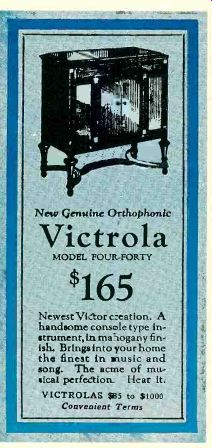 New Genuine Orthophonic
Victrola
MODEL FOUR-FORTY
$165
Newest Victor creation. A
handsome console type in-
strument, in mahogany fin-
ish. Brings into your home
the finest in music and
song. The acme of mu-
sical perfection. Hear it.
VICTROLAS $85 to $1000
Convenient Terms